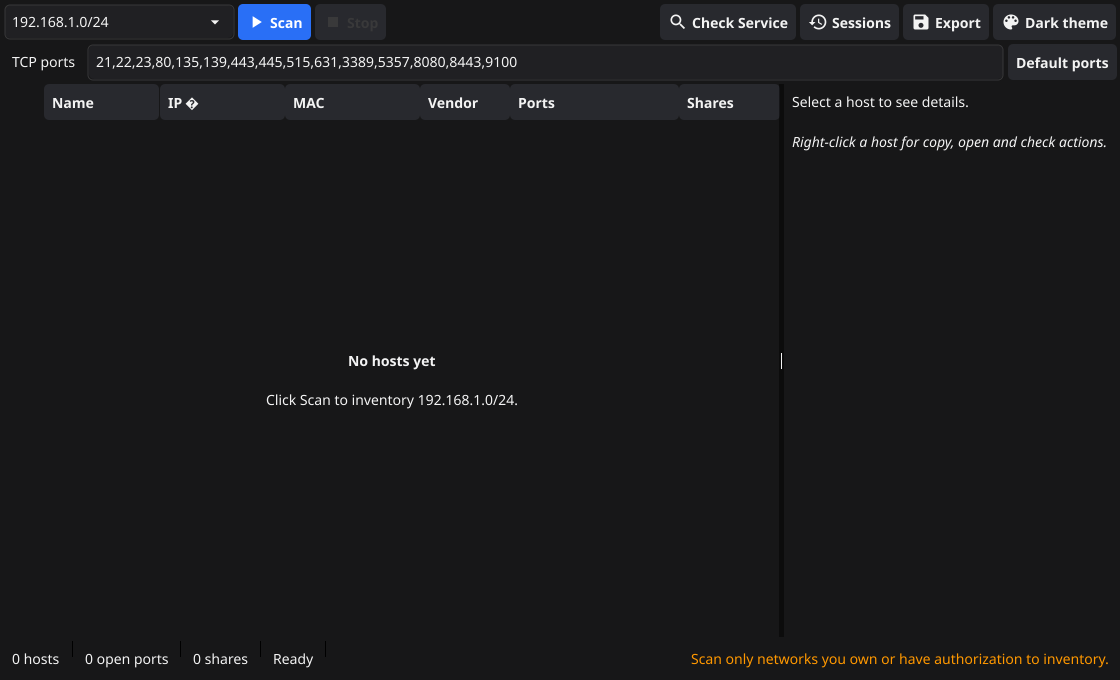 192.168.1.0/24 Scan Stop Check Service Sessions Export Dark theme
TCP ports 21,22,23,80,135,139,443,445,515,631,3389,5357,8080,8443,9100 Default ports
Name IP � MAC Vendor Ports Shares
Select a host to see details.
Right-click a host for copy, open and check actions.
No hosts yet
Click Scan to inventory 192.168.1.0/24.
0 hosts 0 open ports 0 shares Ready Scan only networks you own or have authorization to inventory.